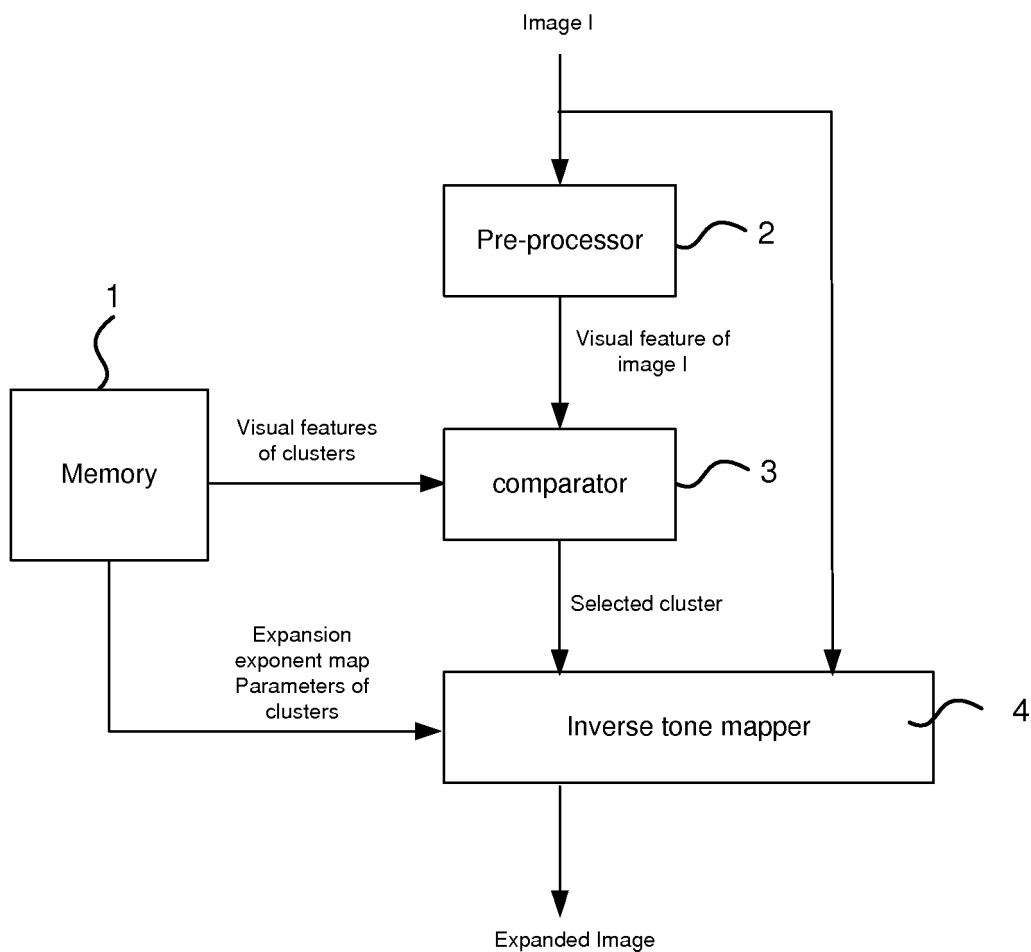 Image I
Pre-processor
2
1
Visual feature of
image I
Visual features
of clusters
Memory
comparator
3
Selected cluster
Expansion
exponent map
Parameters of
clusters
Inverse tone mapper
4
Expanded Image